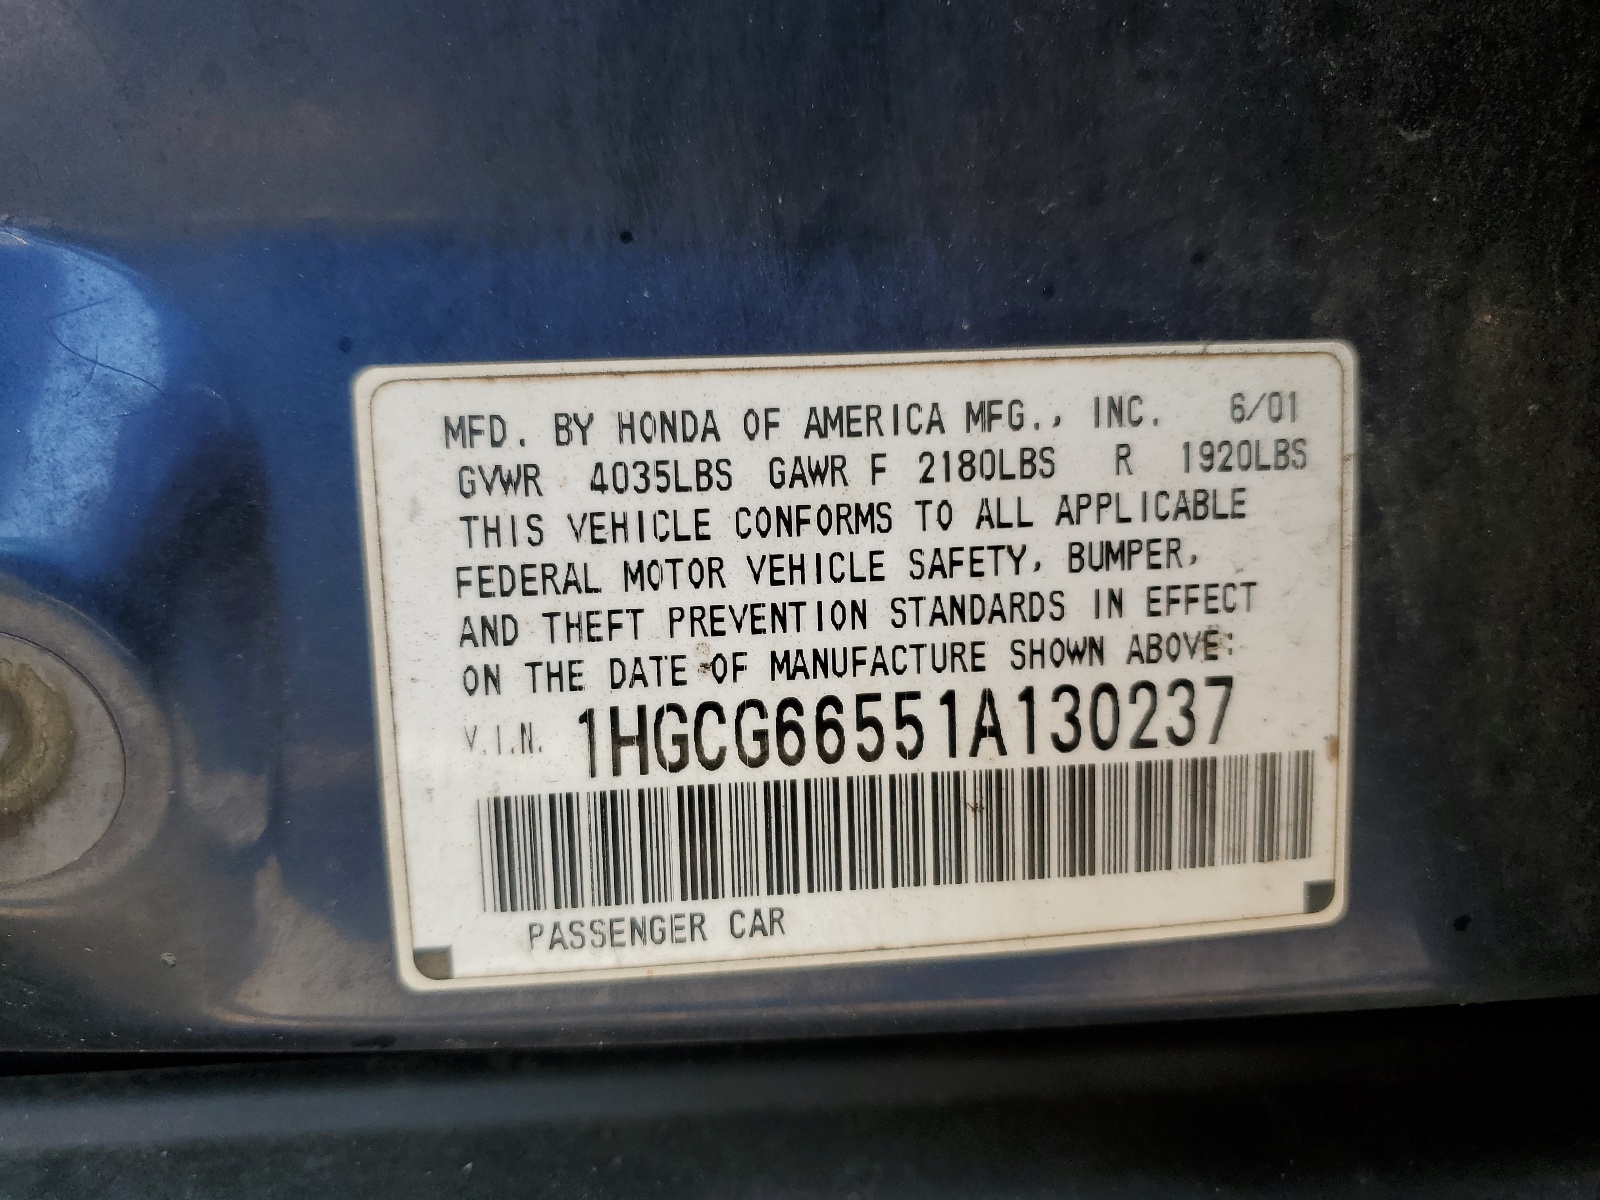 MFD. BY HONDA OF AMERICA MFG., INC. 6/01
GVWR 4035LBS GAWR F 2180LBS R 1920LBS
THIS VEHICLE CONFORMS TO ALL APPLICABLE
FEDERAL MOTOR VEHICLE SAFETY, BUMPER,
AND THEFT PREVENTION STANDARDS IN EFFECT
ON THE DATE OF MANUFACTURE SHOWN ABOVE:
V.I.N. 1HGCG66551A130237
PASSENGER CAR